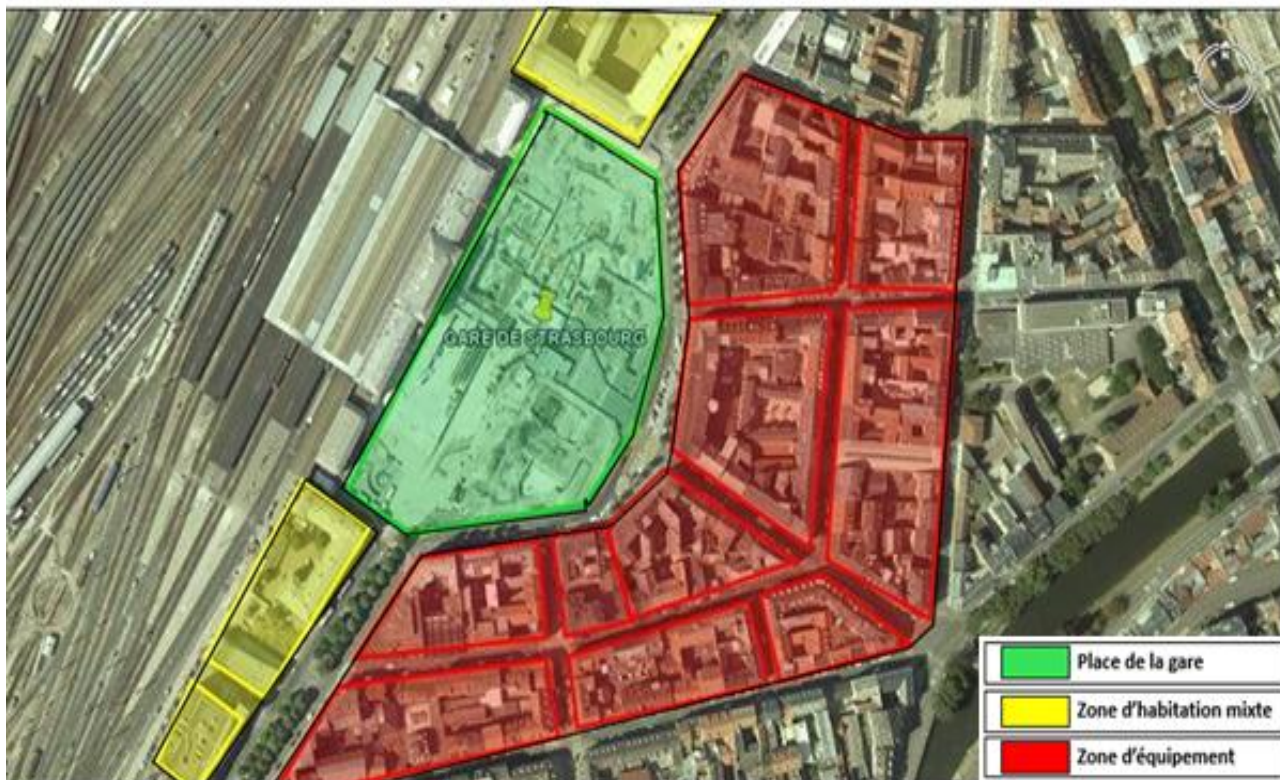 GARE DE STRASBOURG
Place de la gare
Zone d'habitation mixte
Zone d'équipement